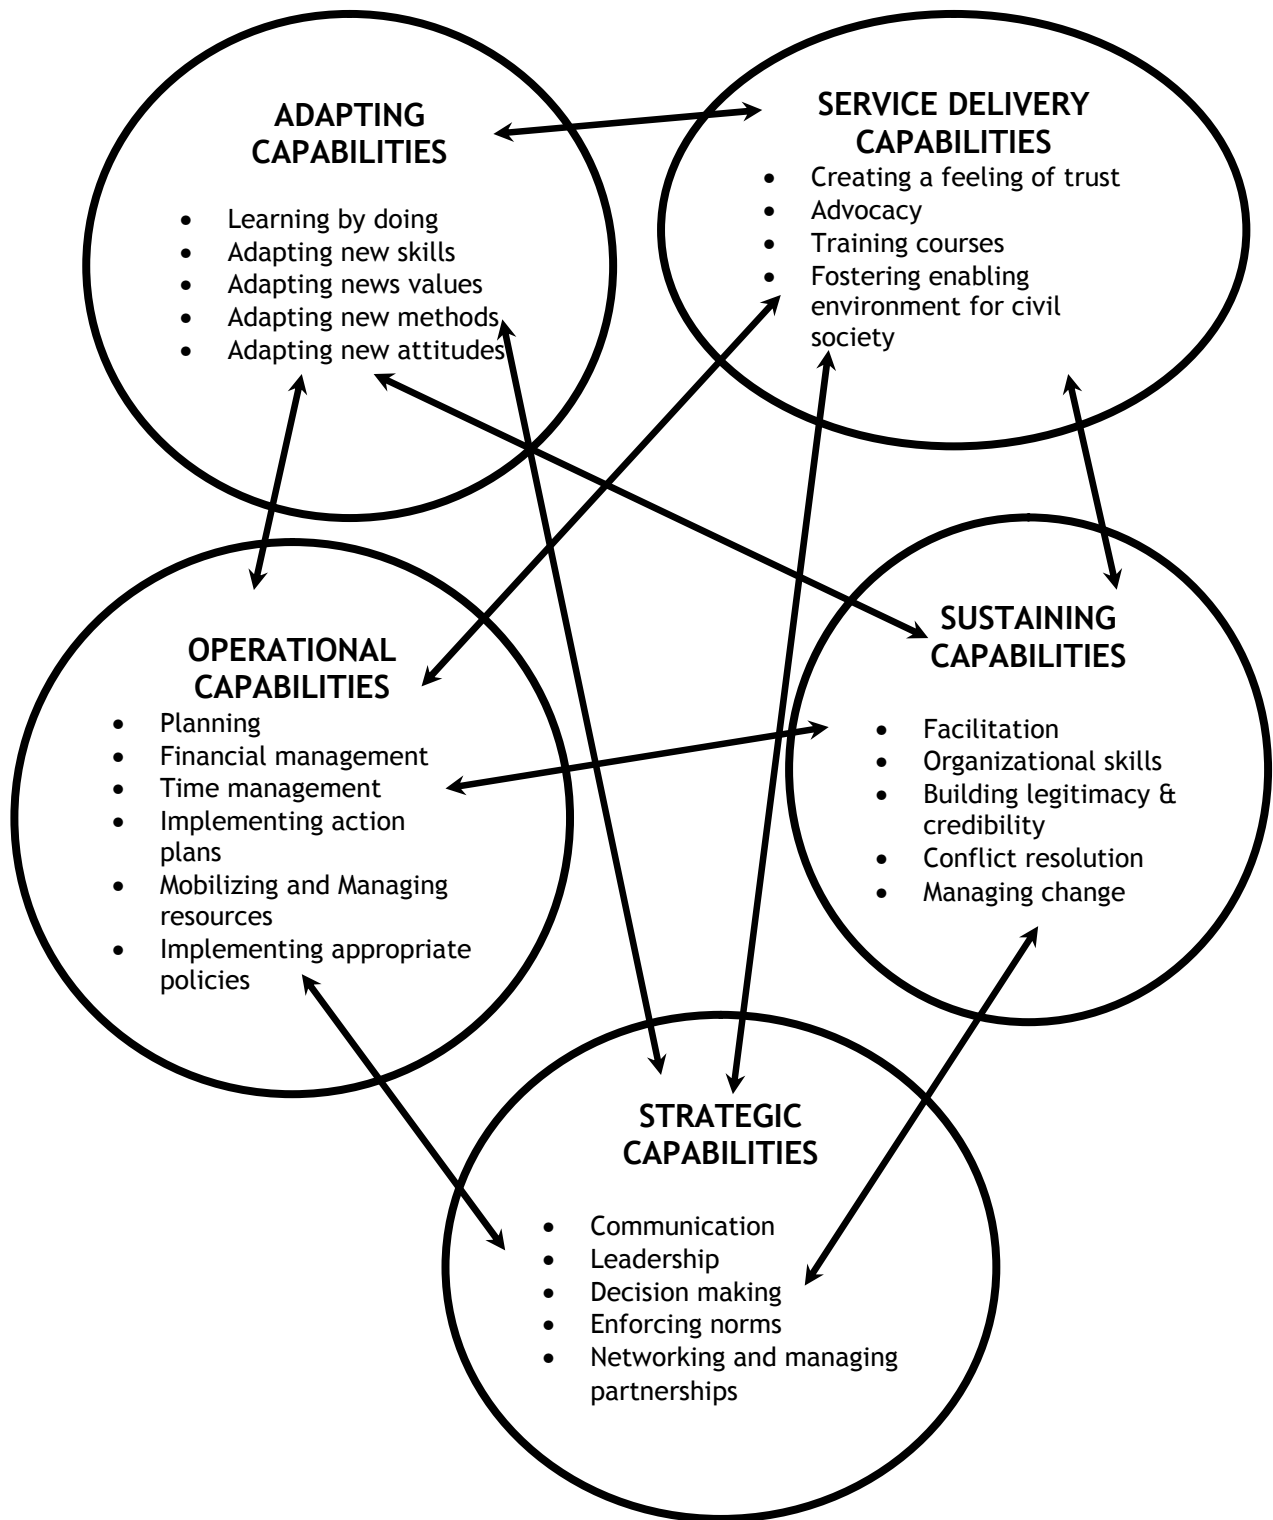 ADAPTING
CAPABILITIES
• Learning by doing
• Adapting new skills
• Adapting news values
• Adapting new methods
• Adapting new attitudes
SERVICE DELIVERY
CAPABILITIES
• Creating a feeling of trust
• Advocacy
• Training courses
• Fostering enabling
environment for civil
society
OPERATIONAL
CAPABILITIES
• Planning
• Financial management
• Time management
• Implementing action
plans
• Mobilizing and Managing
resources
• Implementing appropriate
policies
SUSTAINING
CAPABILITIES
• Facilitation
• Organizational skills
• Building legitimacy &
credibility
• Conflict resolution
• Managing change
STRATEGIC
CAPABILITIES
• Communication
• Leadership
• Decision making
• Enforcing norms
• Networking and managing
partnerships